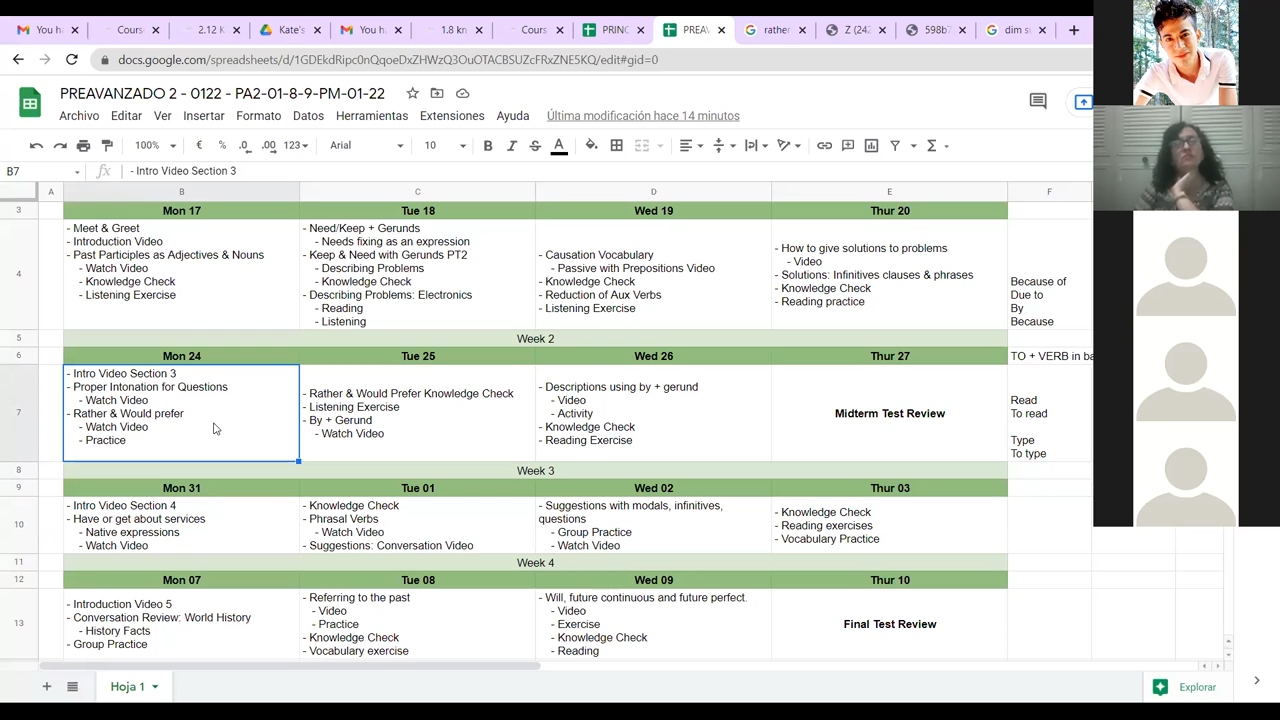 You h
Cours
2.12 K
Kate's
You ha
1.8 k
Cours
PRINC
PREAV
rather
Z (242
598b7
dim s
docs.google.com/spreadsheets/d/
PREAVANZADO 2 - 0122 - PA2-01-8-9-PM-01-22
Archivo Editar Ver Insertar Formato Datos Herramie Ayuda Última modificación hace 14 minutos
100% € % .0 .00 123 Arial 10
B7 fx - Intro Video Section 3
A B C D E F
3 Mon 17 Tue 18 Wed 19 Thur 20
- Meet & Greet
- Introduction Video
- Past Participles as Adjectives & Nouns
- Watch Video
- Knowledge Check
- Listening Exercise
- Need/Keep + Gerunds
- Needs fixing as an expression
- Keep & Need with Gerunds PT2
- Describing Problems
- Knowledge Check
- Describing Problems: Electronics
- Reading
- Listening
- Causation Vocabulary
- Passive with Prepositions Video
- Knowledge Check
- Reduction of Aux Verbs
- Listening Exercise
- How to give solutions to problems
- Video
- Solutions: Infinitives clauses & phrases
- Knowledge Check
- Reading practice
Because of
Due to
By
Because
4
5 Week 2
6 Mon 24 Tue 25 Wed 26 Thur 27 TO + VERB in ba
7
- Intro Video Section 3
- Proper Intonation for Questions
- Watch Video
- Rather & Would prefer
- Watch Video
- Practice
- Rather & Would Prefer Knowledge Check
- Listening Exercise
- By + Gerund
- Watch Video
- Descriptions using by + gerund
- Video
- Activity
- Knowledge Check
- Reading Exercise
Midterm Test Review
Read
To read
Type
To type
8 Week 3
9 Mon 31 Tue 01 Wed 02 Thur 03
10
- Intro Video Section 4
- Have or get about services
- Native expressions
- Watch Video
- Knowledge Check
- Phrasal Verbs
- Watch Video
- Suggestions: Conversation Video
- Suggestions with modals, infinitives,
questions
- Group Practice
- Watch Video
- Knowledge Check
- Reading exercises
- Vocabulary Practice
11 Week 4
12 Mon 07 Tue 08 Wed 09 Thur 10
13
- Introduction Video 5
- Conversation Review: World History
- History Facts
- Group Practice
- Referring to the past
- Video
- Practice
- Knowledge Check
- Vocabulary exercise
- Will, future continuous and future perfect.
- Video
- Exercise
- Knowledge Check
- Reading
Final Test Review
Hoja 1
Explorar